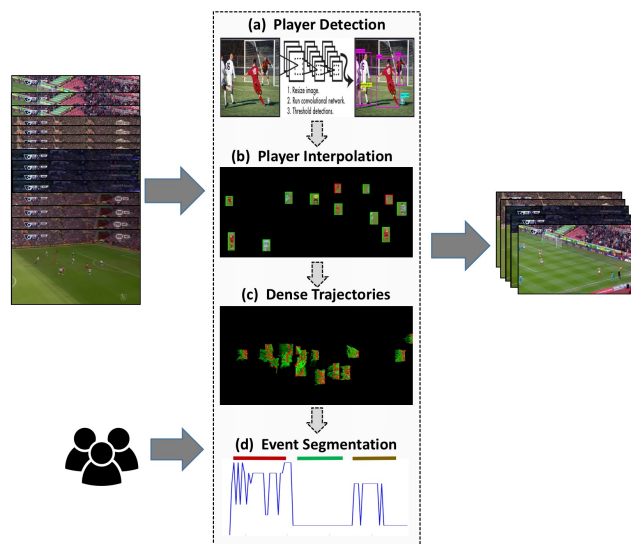 (a) Player Detection
1. Resize image.
2. Run convolutional network.
3. Threshold detections.
(b) Player Interpolation
(c) Dense Trajectories
(d) Event Segmentation